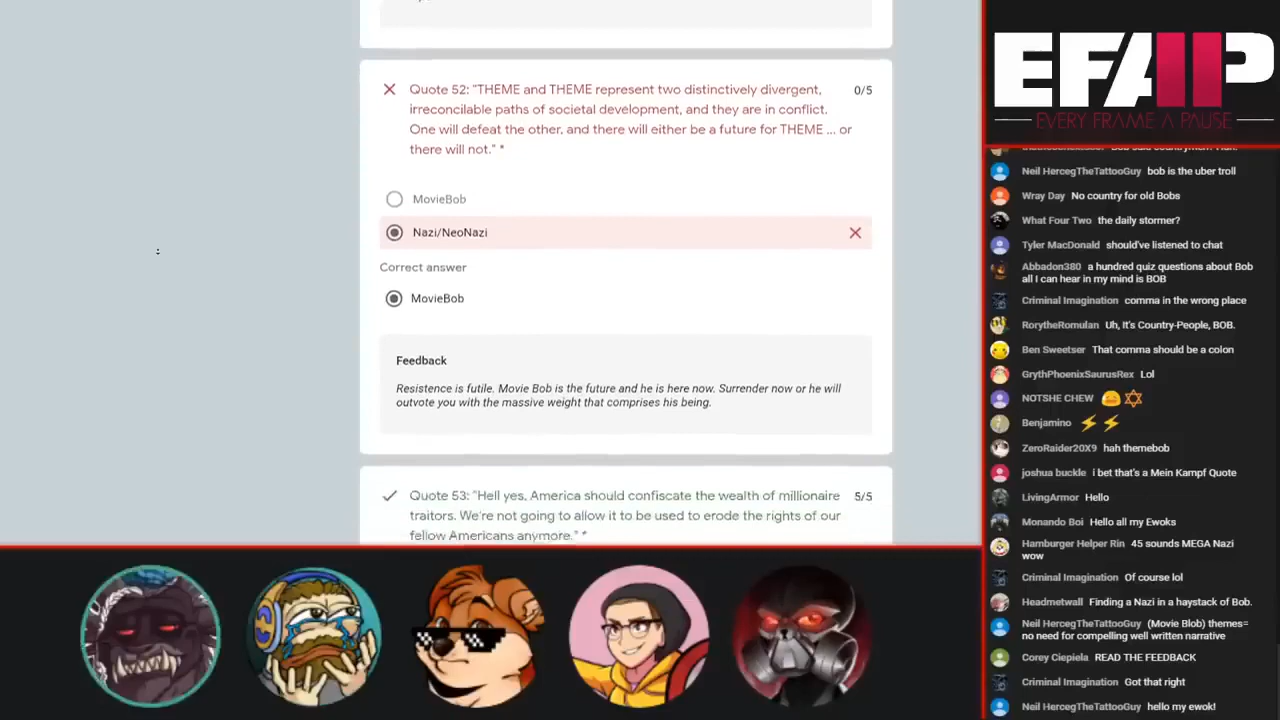 Quote 52: "THEME and THEME represent two distinctively divergent,
irreconcilable paths of societal development, and they are in conflict.
One will defeat the other, and there will either be a future for THEME ... or
there will not." *
0/5
MovieBob
Nazi/NeoNazi
Correct answer
MovieBob
Feedback
Resistence is futile. Movie Bob is the future and he is here now. Surrender now or he will
outvote you with the massive weight that comprises his being.
Quote 53: "Hell yes, America should confiscate the wealth of millionaire
traitors. We're not going to allow it to be used to erode the rights of our
fellow Americans anymore." *
5/5
EFAP
EVERY FRAME A PAUSE
Neil HercegTheTattooGuy bob is the uber troll
Wray Day No country for old Bobs
What Four Two the daily stormer?
Tyler MacDonald should've listened to chat
Abbadon380 a hundred quiz questions about Bob
all I can hear in my mind is BOB
Criminal Imagination comma in the wrong place
RorytheRomulan Uh, It's Country-People, BOB.
Ben Sweetser That comma should be a colon
GrythPhoenixSaurusRex Lol
NOTSHE CHEW
Benjamino
ZeroRaider20X9 hah themebob
joshua buckle i bet that's a Mein Kampf Quote
LivingArmor Hello
Monando Boi Hello all my Ewoks
Hamburger Helper Rin 45 sounds MEGA Nazi
wow
Criminal Imagination Of course lol
Headmetwall Finding a Nazi in a haystack of Bob.
Neil HercegTheTattooGuy (Movie Blob) themes=
no need for compelling well written narrative
Corey Ciepiela READ THE FEEDBACK
Criminal Imagination Got that right
Neil HercegTheTattooGuy hello my ewok!